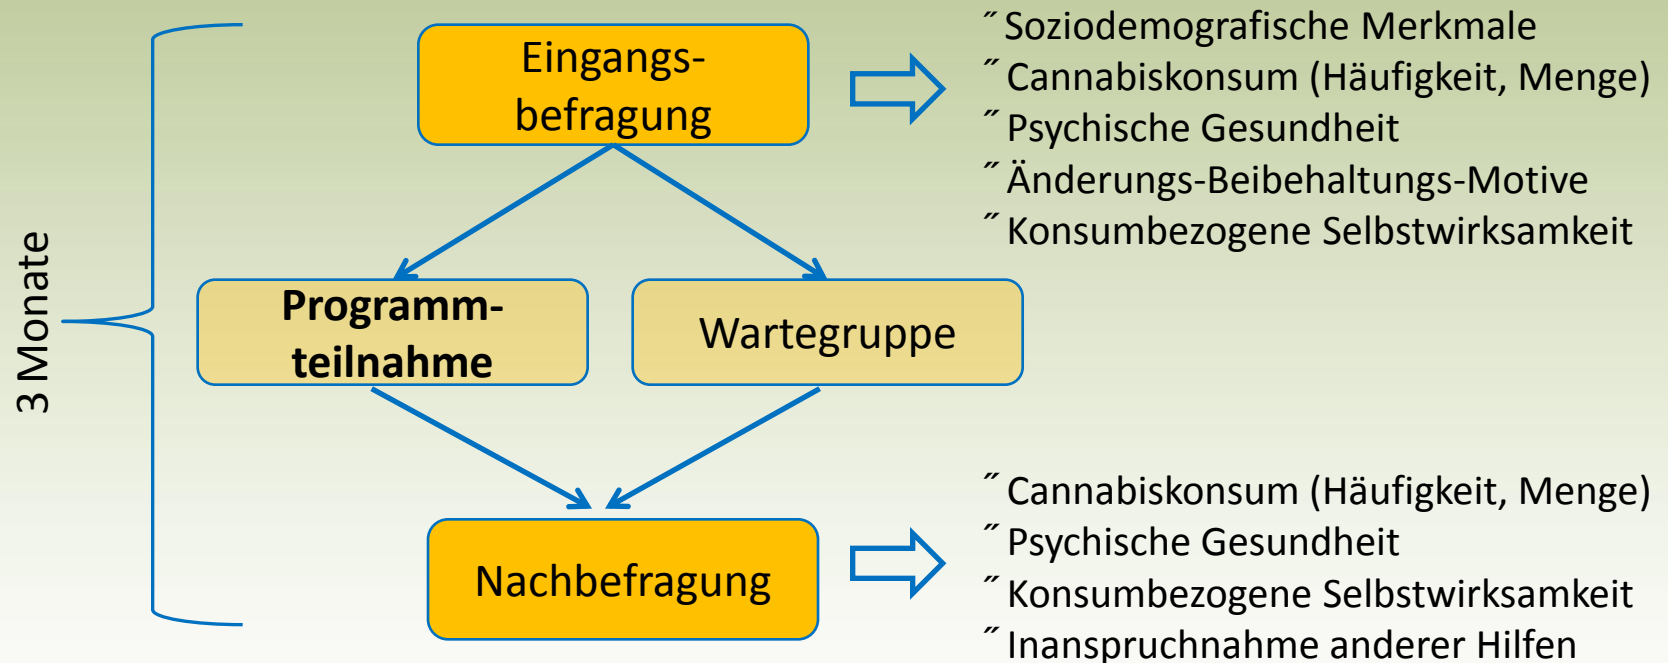 Eingangs-
befragung
˝ Soziodemografische Merkmale
˝ Cannabiskonsum (Häufigkeit, Menge)
˝ Psychische Gesundheit
˝ Änderungs-Beibehaltungs-Motive
˝ Konsumbezogene Selbstwirksamkeit
3 Monate
Programm-
teilnahme
Wartegruppe
Nachbefragung
˝ Cannabiskonsum (Häufigkeit, Menge)
˝ Psychische Gesundheit
˝ Konsumbezogene Selbstwirksamkeit
˝ Inanspruchnahme anderer Hilfen